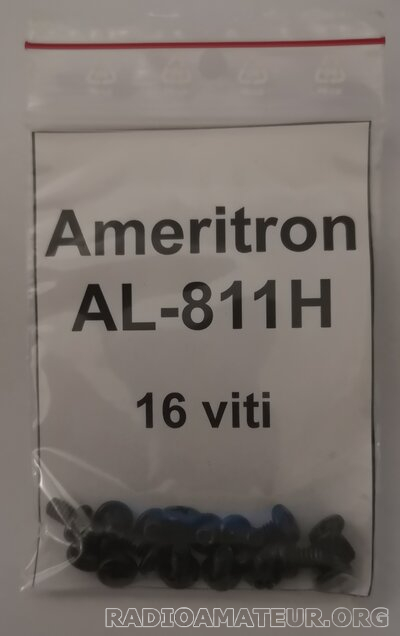 Ameritron
AL-811H
16 viti
RADIOAMATEUR.ORG